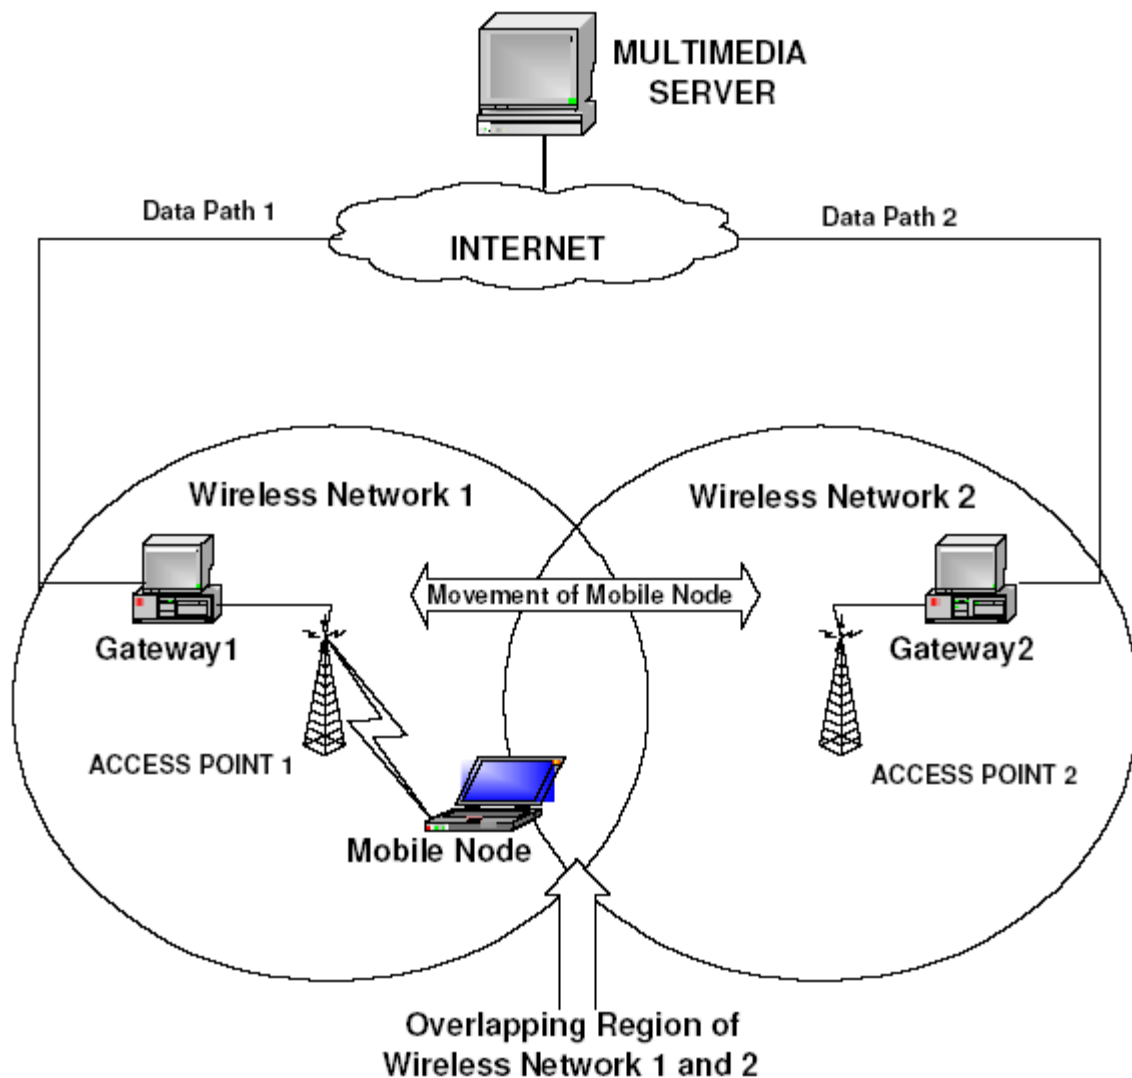 MULTIMEDIA
SERVER
Data Path 1
Data Path 2
INTERNET
Wireless Network 1
Wireless Network 2
Movement of Mobile Node
Gateway1
Gateway2
ACCESS POINT 1
ACCESS POINT 2
Mobile Node
Overlapping Region of
Wireless Network 1 and 2